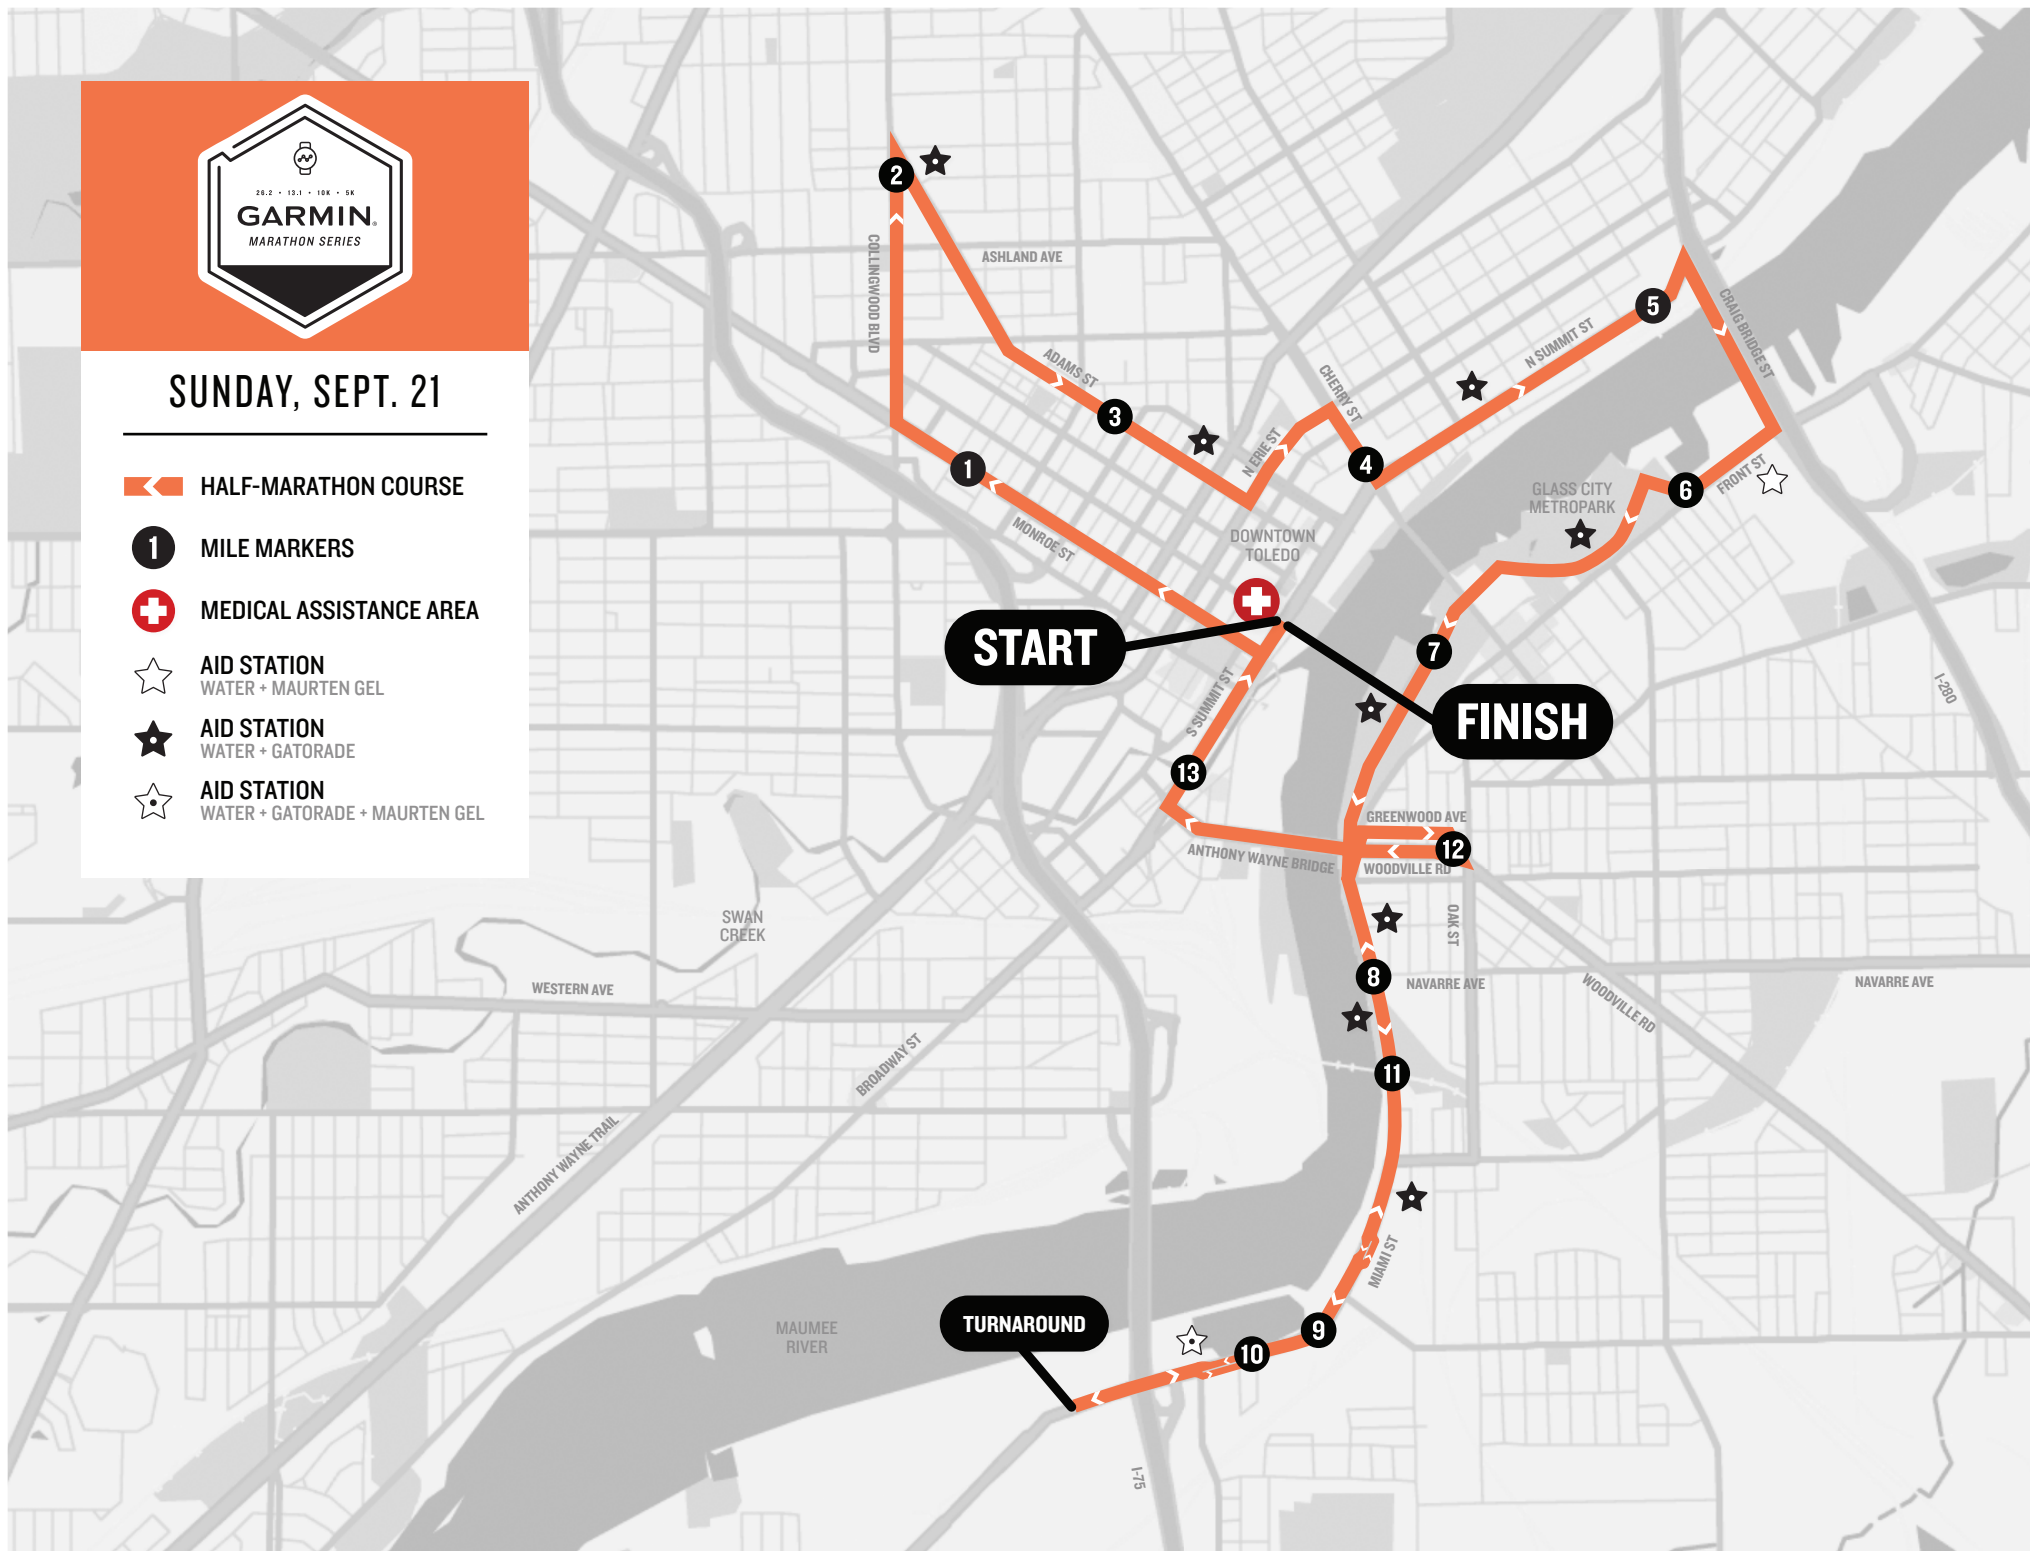 26.2 • 13.1 • 10K • 5K
GARMIN®
MARATHON SERIES
SUNDAY, SEPT. 21
HALF-MARATHON COURSE
1
MILE MARKERS
MEDICAL ASSISTANCE AREA
AID STATION
WATER + MAURTEN GEL
AID STATION
WATER + GATORADE
AID STATION
WATER + GATORADE + MAURTEN GEL
2
COLLINGWOOD BLVD
ASHLAND AVE
ADAMS ST
3
1
MONROE ST
N ERIE ST
CHERRY ST
4
N SUMMIT ST
5
CRAIG BRIDGE ST
FRONT ST
6
GLASS CITY
METROPARK
DOWNTOWN
TOLEDO
START
FINISH
7
S SUMMIT ST
13
I-280
GREENWOOD AVE
12
WOODVILLE RD
ANTHONY WAYNE BRIDGE
OAK ST
8
NAVARRE AVE
WOODVILLE RD
NAVARRE AVE
SWAN
CREEK
WESTERN AVE
BROADWAY ST
ANTHONY WAYNE TRAIL
11
MIAMI ST
9
10
TURNAROUND
MAUMEE
RIVER
I-75